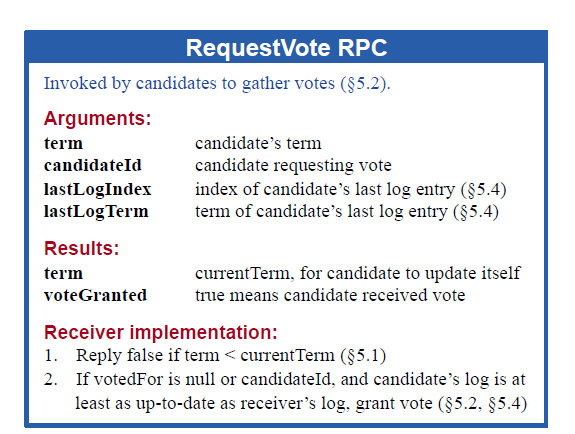 RequestVote RPC
Invoked by candidates to gather votes (§5.2).
Arguments:
term candidate’s term
candidateId candidate requesting vote
lastLogIndex index of candidate’s last log entry (§5.4)
lastLogTerm term of candidate’s last log entry (§5.4)
Results:
term currentTerm, for candidate to update itself
voteGranted true means candidate received vote
Receiver implementation:
1. Reply false if term < currentTerm (§5.1)
2. If votedFor is null or candidateId, and candidate’s log is at
least as up-to-date as receiver’s log, grant vote (§5.2, §5.4)